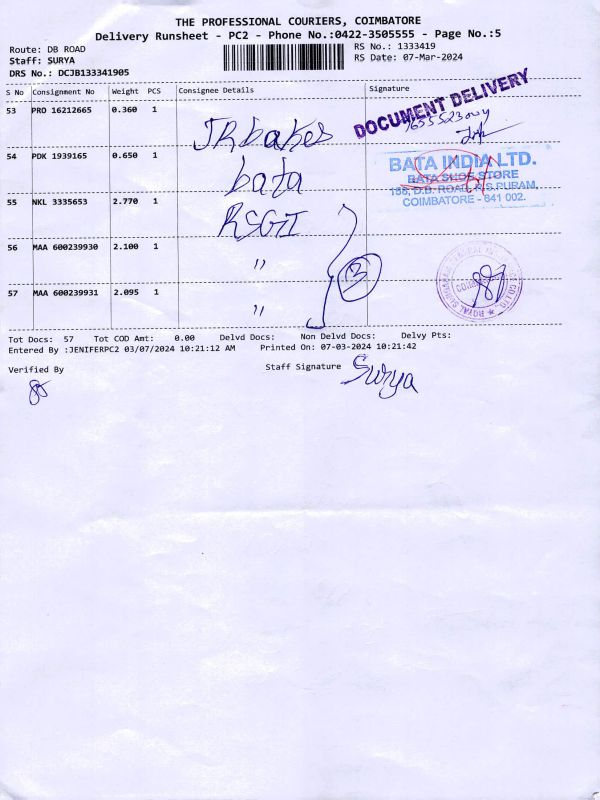 THE PROFESSIONAL COURIERS, COIMBATORE
Delivery Runsheet - PC2 - Phone No.:0422-3505555 - Page No.:5
Route: DB ROAD
Staff: SURYA
DRS No.: DCJB133341905
RS No.: 1333419
RS Date: 07-Mar-2024
S No Consignment No Weight PCS Consignee Details Signature
53 PRO 16212665 0.360 1 JR bakes
DOCUMENT DELIVERY
54 PDK 1939165 0.650 1 bata
BATA INDIA LTD.
BATA SHOE STORE
D.B. ROAD, R.S.PURAM,
COIMBATORE - 641 002.
55 NKL 3335653 2.770 1 RSGI
56 MAA 600239930 2.100 1 "
3
57 MAA 600239931 2.095 1 "
Tot Docs: 57 Tot COD Amt: 0.00 Delvd Docs: Non Delvd Docs: Delvy Pts:
Entered By :JENIFERPC2 03/07/2024 10:21:12 AM Printed On: 07-03-2024 10:21:42
Verified By
Staff Signature Surya